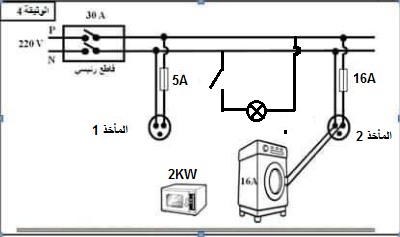 الوثيقة 4
30 A
P
220 V
N
قاطع رئيسي
5A
16A
المأخذ 1
المأخذ 2
2KW
16A